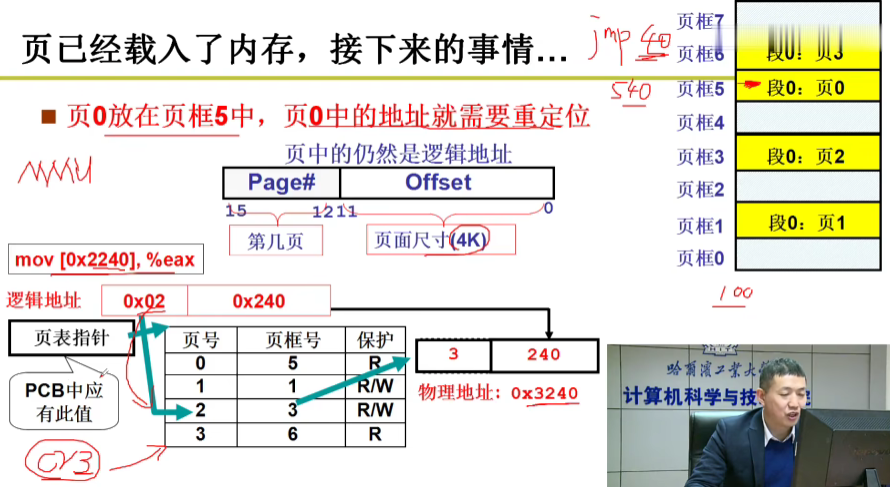 页已经载入了内存，接下来的事情…
jmp 40
540
页0放在页框5中，页0中的地址就需要重定位
MMU
页中的仍然是逻辑地址
Page# Offset
15 12 11 0
第几页
页面尺寸(4K)
页框7
页框6 段0：页3
页框5 段0：页0
页框4
页框3 段0：页2
页框2
页框1 段0：页1
页框0
100
mov [0x2240], %eax
逻辑地址 0x02 0x240
页表指针
PCB中应
有此值
cr3
页号 页框号 保护
0 5 R
1 1 R/W
2 3 R/W
3 6 R
3 240
物理地址：0x3240
哈尔滨工业大
计算机科学与技